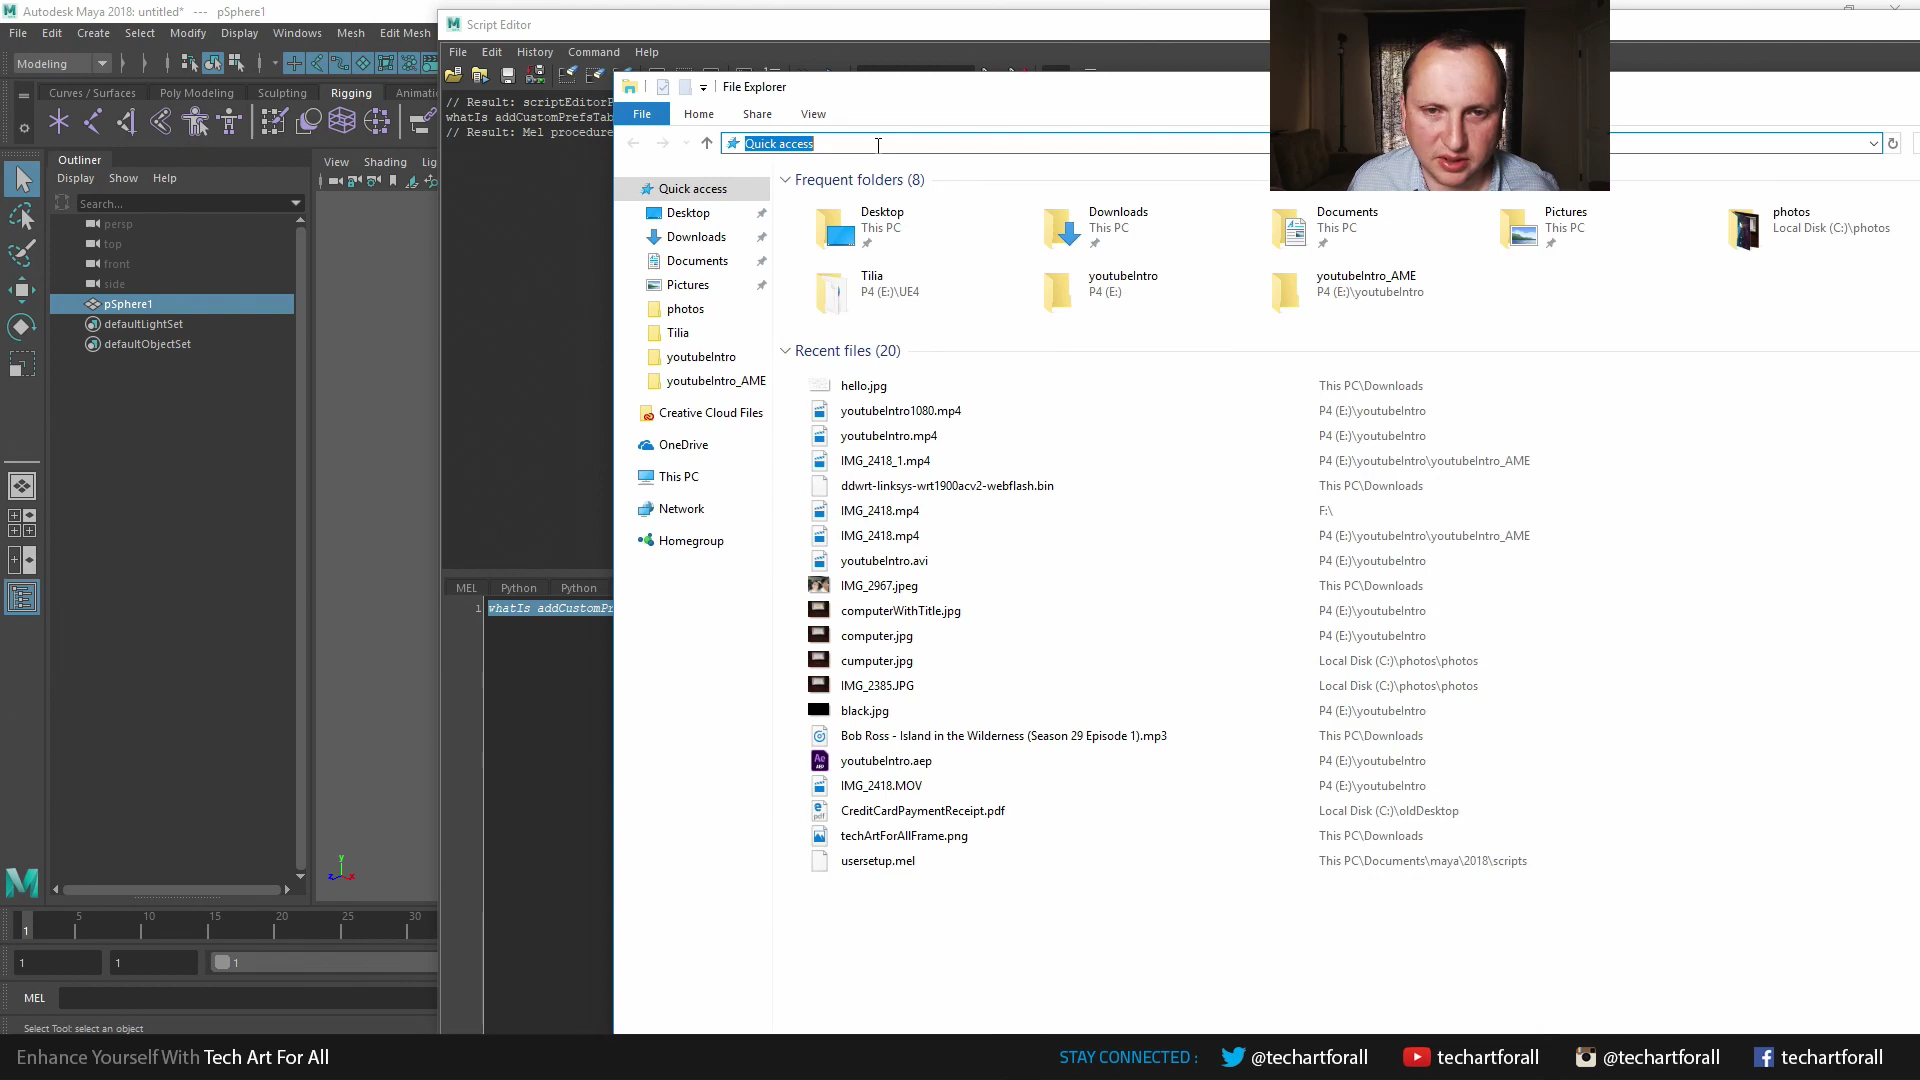 Autodesk Maya 2018: untitled* --- pSphere1
File Edit Create Select Modify Display Windows Mesh Edit Mesh
Modeling
Curves / Surfaces Poly Modeling Sculpting Rigging
Outliner
Display Show Help
Search...
persp
top
front
side
pSphere1
defaultLightSet
defaultObjectSet
View Shading
y
5 10 15 20 25 30
1
1 1 1
MEL
Select Tool: select an object
Script Editor
File Edit History Command Help
// Result: scriptEditorP
whatIs addCustomPrefsTab
// Result: Mel procedure
MEL Python Python
1 whatIs addCustomPr
File Explorer
File Home Share View
Quick access
Quick access
Desktop
Downloads
Documents
Pictures
photos
Tilia
youtubeIntro
youtubeIntro_AME
Creative Cloud Files
OneDrive
This PC
Network
Homegroup
Frequent folders (8)
Desktop
This PC
Downloads
This PC
Documents
This PC
Pictures
This PC
photos
Local Disk (C:)\photos
Tilia
P4 (E:)\UE4
youtubeIntro
P4 (E:)
youtubeIntro_AME
P4 (E:)\youtubeIntro
Recent files (20)
hello.jpg This PC\Downloads
youtubeIntro1080.mp4 P4 (E:)\youtubeIntro
youtubeIntro.mp4 P4 (E:)\youtubeIntro
IMG_2418_1.mp4 P4 (E:)\youtubeIntro\youtubeIntro_AME
ddwrt-linksys-wrt1900acv2-webflash.bin This PC\Downloads
IMG_2418.mp4 F:\
IMG_2418.mp4 P4 (E:)\youtubeIntro\youtubeIntro_AME
youtubeIntro.avi P4 (E:)\youtubeIntro
IMG_2967.jpeg This PC\Downloads
computerWithTitle.jpg P4 (E:)\youtubeIntro
computer.jpg P4 (E:)\youtubeIntro
cumputer.jpg Local Disk (C:)\photos\photos
IMG_2385.JPG Local Disk (C:)\photos\photos
black.jpg P4 (E:)\youtubeIntro
Bob Ross - Island in the Wilderness (Season 29 Episode 1).mp3 This PC\Downloads
youtubeIntro.aep P4 (E:)\youtubeIntro
IMG_2418.MOV P4 (E:)\youtubeIntro
CreditCardPaymentReceipt.pdf Local Disk (C:)\oldDesktop
techArtForAllFrame.png This PC\Downloads
usersetup.mel This PC\Documents\maya\2018\scripts
Enhance Yourself With Tech Art For All
STAY CONNECTED : @techartforall techartforall @techartforall techartforall